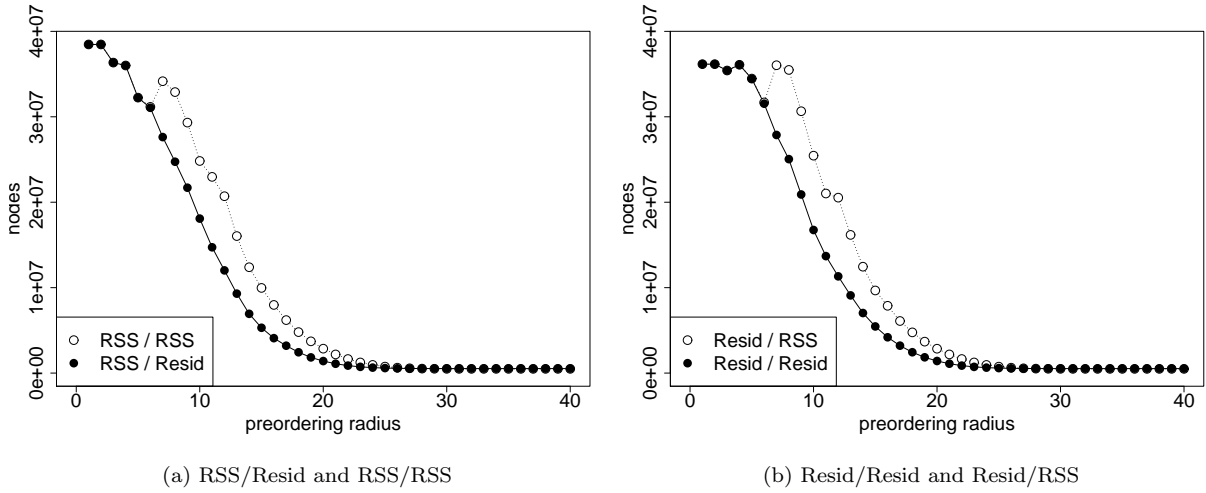 4e+07
3e+07
2e+07
1e+07
0e+00
nodes
RSS / RSS
RSS / Resid
0 10 20 30 40
preordering radius
(a) RSS/Resid and RSS/RSS
4e+07
3e+07
2e+07
1e+07
0e+00
nodes
Resid / RSS
Resid / Resid
0 10 20 30 40
preordering radius
(b) Resid/Resid and Resid/RSS